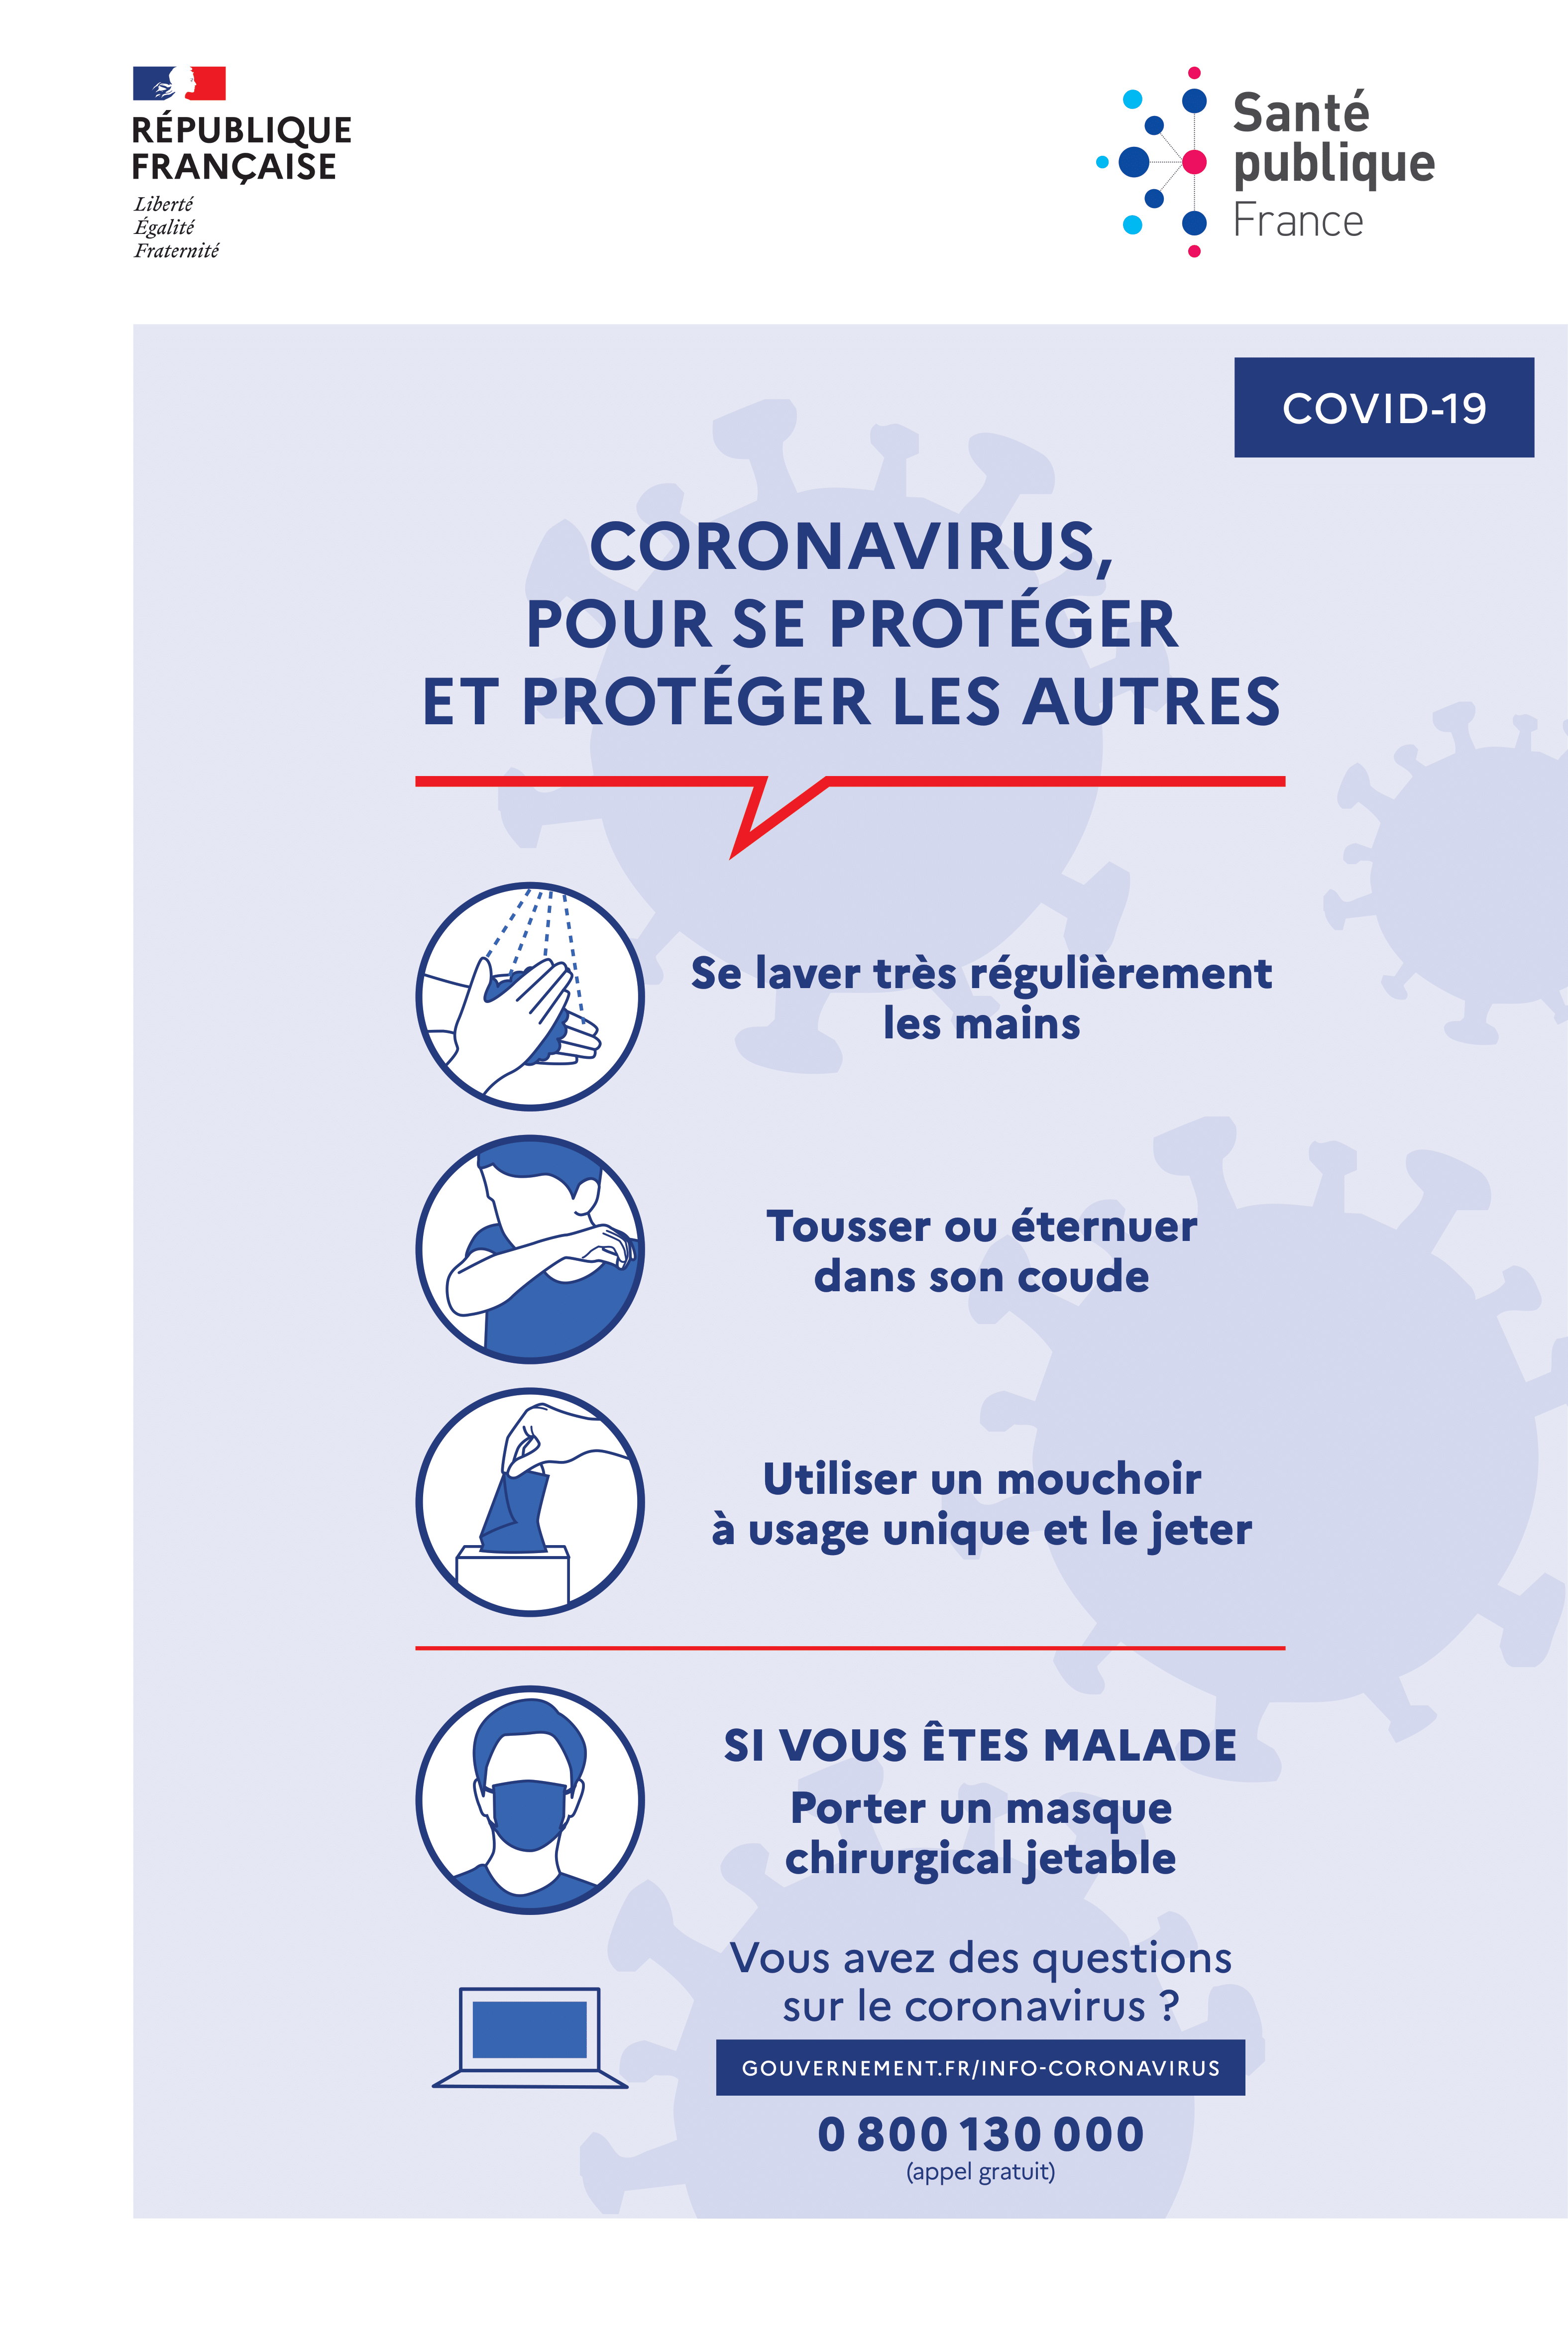 RÉPUBLIQUE
FRANÇAISE
Liberté
Égalité
Fraternité
Santé
publique
France
COVID-19
CORONAVIRUS,
POUR SE PROTÉGER
ET PROTÉGER LES AUTRES
Se laver très régulièrement
les mains
Tousser ou éternuer
dans son coude
Utiliser un mouchoir
à usage unique et le jeter
SI VOUS ÊTES MALADE
Porter un masque
chirurgical jetable
Vous avez des questions
sur le coronavirus ?
GOUVERNEMENT.FR/INFO-CORONAVIRUS
0 800 130 000
(appel gratuit)